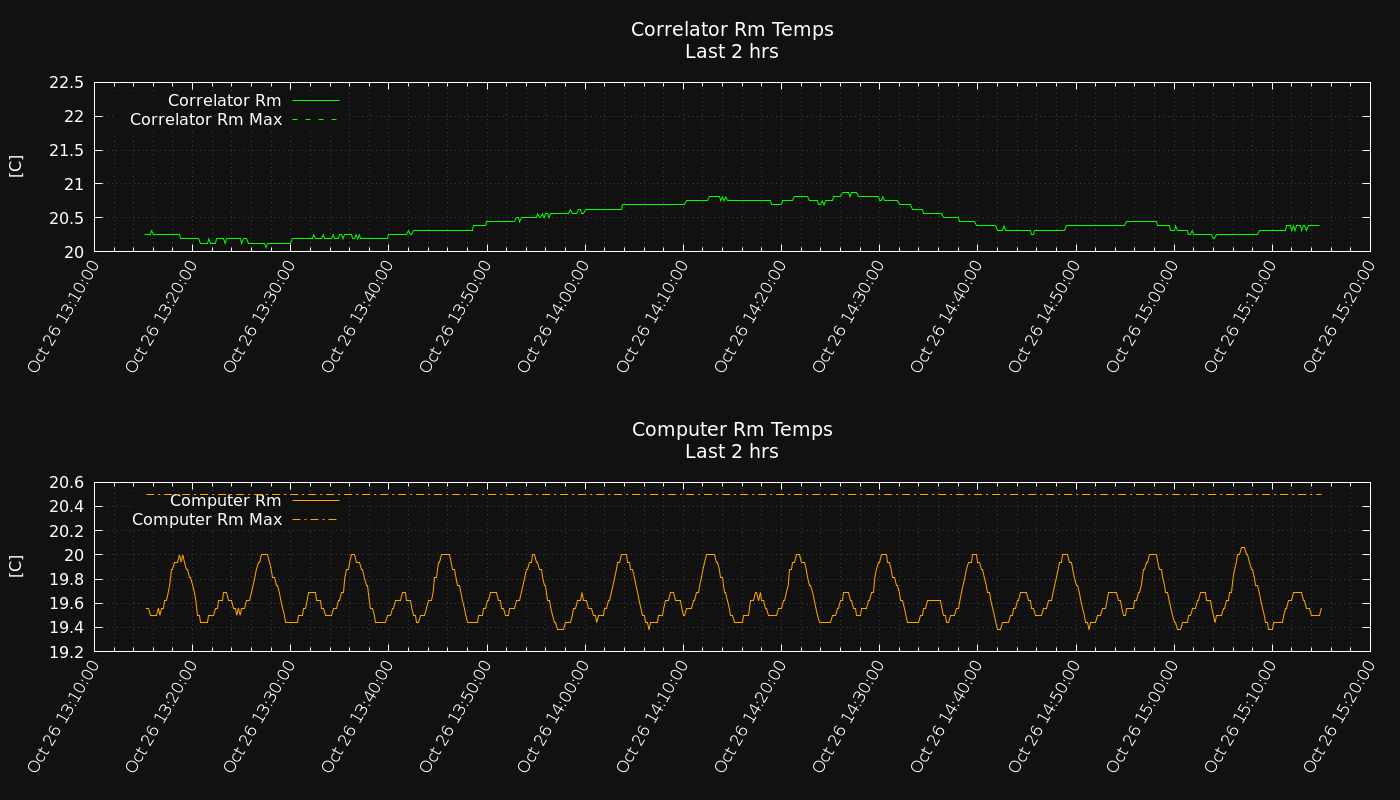 Correlator Rm Temps
Last 2 hrs
[C]
22.5
22
21.5
21
20.5
20
Correlator Rm
Correlator Rm Max
Oct 26 13:10:00
Oct 26 13:20:00
Oct 26 13:30:00
Oct 26 13:40:00
Oct 26 13:50:00
Oct 26 14:00:00
Oct 26 14:10:00
Oct 26 14:20:00
Oct 26 14:30:00
Oct 26 14:40:00
Oct 26 14:50:00
Oct 26 15:00:00
Oct 26 15:10:00
Oct 26 15:20:00
Computer Rm Temps
Last 2 hrs
[C]
20.6
20.4
20.2
20
19.8
19.6
19.4
19.2
Computer Rm
Computer Rm Max
Oct 26 13:10:00
Oct 26 13:20:00
Oct 26 13:30:00
Oct 26 13:40:00
Oct 26 13:50:00
Oct 26 14:00:00
Oct 26 14:10:00
Oct 26 14:20:00
Oct 26 14:30:00
Oct 26 14:40:00
Oct 26 14:50:00
Oct 26 15:00:00
Oct 26 15:10:00
Oct 26 15:20:00